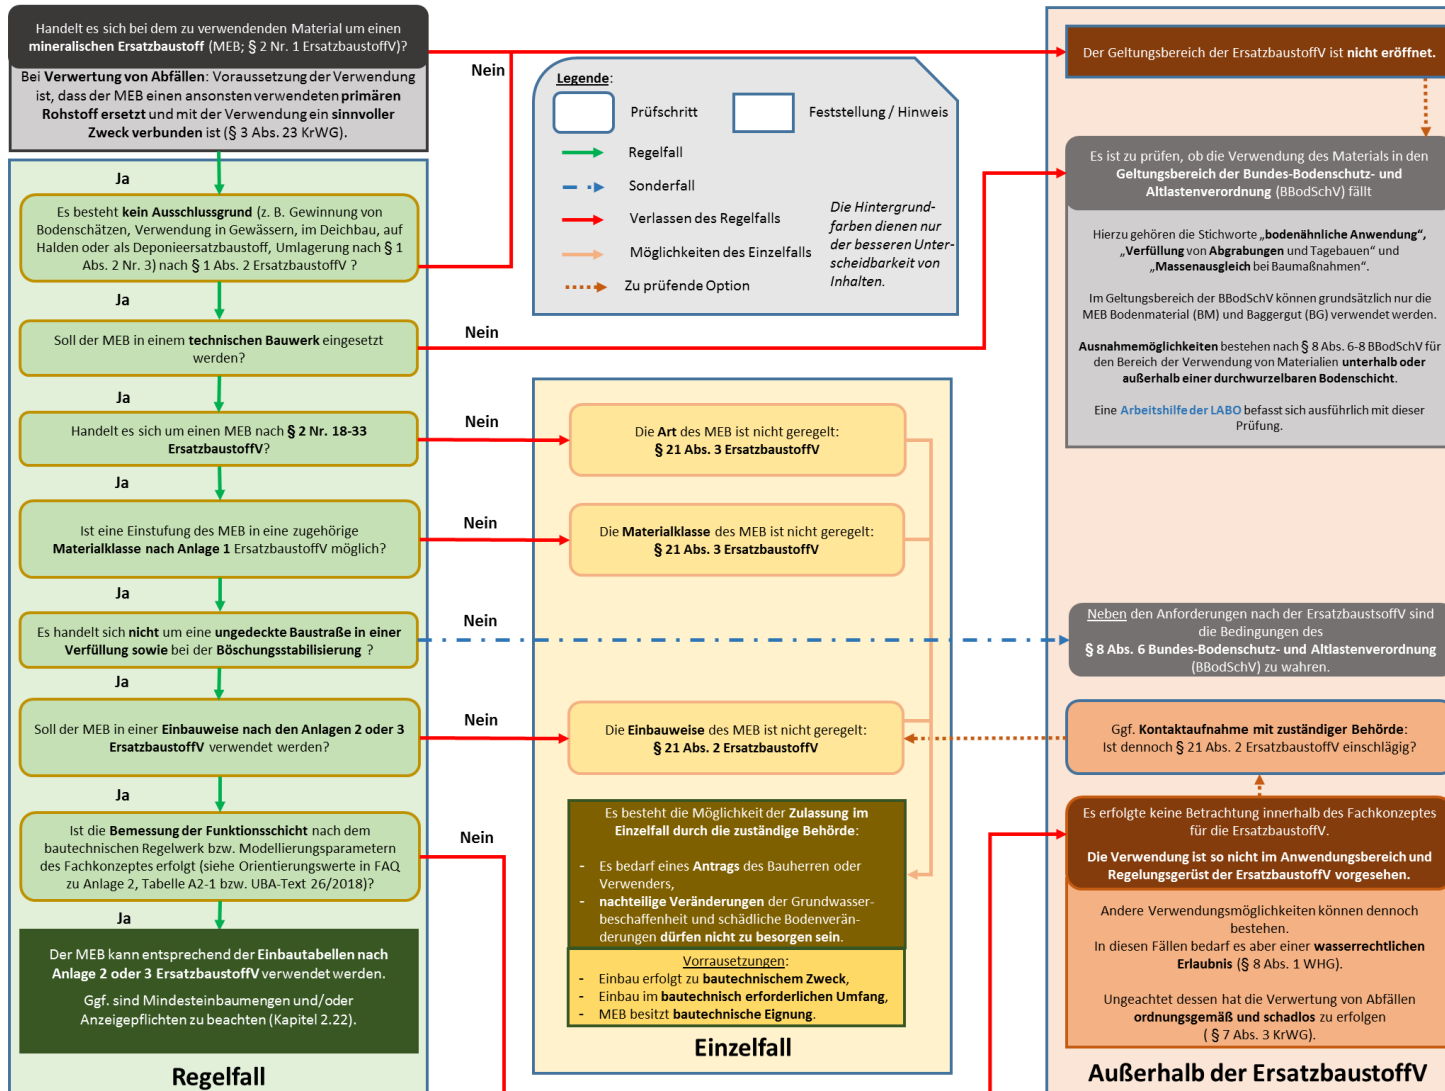 Handelt es sich bei dem zu verwendenden Material um einen
mineralischen Ersatzbaustoff (MEB; § 2 Nr. 1 ErsatzbaustoffV)?
Bei Verwertung von Abfällen: Voraussetzung der Verwendung
ist, dass der MEB einen ansonsten verwendeten primären
Rohstoff ersetzt und mit der Verwendung ein sinnvoller
Zweck verbunden ist (§ 3 Abs. 23 KrWG).
Ja
Es besteht kein Ausschlussgrund (z. B. Gewinnung von
Bodenschätzen, Verwendung in Gewässern, im Deichbau, auf
Halden oder als Deponieersatzbaustoff, Umlagerung nach § 1
Abs. 2 Nr. 3) nach § 1 Abs. 2 ErsatzbaustoffV ?
Ja
Soll der MEB in einem technischen Bauwerk eingesetzt
werden?
Ja
Handelt es sich um einen MEB nach § 2 Nr. 18-33
ErsatzbaustoffV?
Ja
Ist eine Einstufung des MEB in eine zugehörige
Materialklasse nach Anlage 1 ErsatzbaustoffV möglich?
Ja
Es handelt sich nicht um eine ungedeckte Baustraße in einer
Verfüllung sowie bei der Böschungsstabilisierung ?
Ja
Soll der MEB in einer Einbauweise nach den Anlagen 2 oder 3
ErsatzbaustoffV verwendet werden?
Ja
Ist die Bemessung der Funktionsschicht nach dem
bautechnischen Regelwerk bzw. Modellierungsparametern
des Fachkonzeptes erfolgt (siehe Orientierungswerte in FAQ
zu Anlage 2, Tabelle A2-1 bzw. UBA-Text 26/2018)?
Ja
Der MEB kann entsprechend der Einbautabellen nach
Anlage 2 oder 3 ErsatzbaustoffV verwendet werden.
Ggf. sind Mindesteinbaumengen und/oder
Anzeigepflichten zu beachten (Kapitel 2.22).
Regelfall
Nein
Nein
Nein
Nein
Nein
Nein
Nein
Legende:
Prüfschritt
Feststellung / Hinweis
Regelfall
Sonderfall
Verlassen des Regelfalls
Möglichkeiten des Einzelfalls
Zu prüfende Option
Die Hintergrund-
farben dienen nur
der besseren Unter-
scheidbarkeit von
Inhalten.
Die Art des MEB ist nicht geregelt:
§ 21 Abs. 3 ErsatzbaustoffV
Die Materialklasse des MEB ist nicht geregelt:
§ 21 Abs. 3 ErsatzbaustoffV
Die Einbauweise des MEB ist nicht geregelt:
§ 21 Abs. 2 ErsatzbaustoffV
Es besteht die Möglichkeit der Zulassung im
Einzelfall durch die zuständige Behörde:
- Es bedarf eines Antrags des Bauherren oder
Verwenders,
- nachteilige Veränderungen der Grundwasser-
beschaffenheit und schädliche Bodenverän-
derungen dürfen nicht zu besorgen sein.
Vorrausetzungen:
- Einbau erfolgt zu bautechnischem Zweck,
- Einbau im bautechnisch erforderlichen Umfang,
- MEB besitzt bautechnische Eignung.
Einzelfall
Der Geltungsbereich der ErsatzbaustoffV ist nicht eröffnet.
Es ist zu prüfen, ob die Verwendung des Materials in den
Geltungsbereich der Bundes-Bodenschutz- und
Altlastenverordnung (BBodSchV) fällt
Hierzu gehören die Stichworte „bodenähnliche Anwendung“,
„Verfüllung von Abgrabungen und Tagebauen“ und
„Massenausgleich bei Baumaßnahmen“.
Im Geltungsbereich der BBodSchV können grundsätzlich nur die
MEB Bodenmaterial (BM) und Baggergut (BG) verwendet werden.
Ausnahmemöglichkeiten bestehen nach § 8 Abs. 6-8 BBodSchV für
den Bereich der Verwendung von Materialien unterhalb oder
außerhalb einer durchwurzelbaren Bodenschicht.
Eine Arbeitshilfe der LABO befasst sich ausführlich mit dieser
Prüfung.
Neben den Anforderungen nach der ErsatzbaustsoffV sind
die Bedingungen des
§ 8 Abs. 6 Bundes-Bodenschutz- und Altlastenverordnung
(BBodSchV) zu wahren.
Ggf. Kontaktaufnahme mit zuständiger Behörde:
Ist dennoch § 21 Abs. 2 ErsatzbaustoffV einschlägig?
Es erfolgte keine Betrachtung innerhalb des Fachkonzeptes
für die ErsatzbaustoffV.
Die Verwendung ist so nicht im Anwendungsbereich und
Regelungsgerüst der ErsatzbaustoffV vorgesehen.
Andere Verwendungsmöglichkeiten können dennoch
bestehen.
In diesen Fällen bedarf es aber einer wasserrechtlichen
Erlaubnis (§ 8 Abs. 1 WHG).
Ungeachtet dessen hat die Verwertung von Abfällen
ordnungsgemäß und schadlos zu erfolgen
( § 7 Abs. 3 KrWG).
Außerhalb der ErsatzbaustoffV